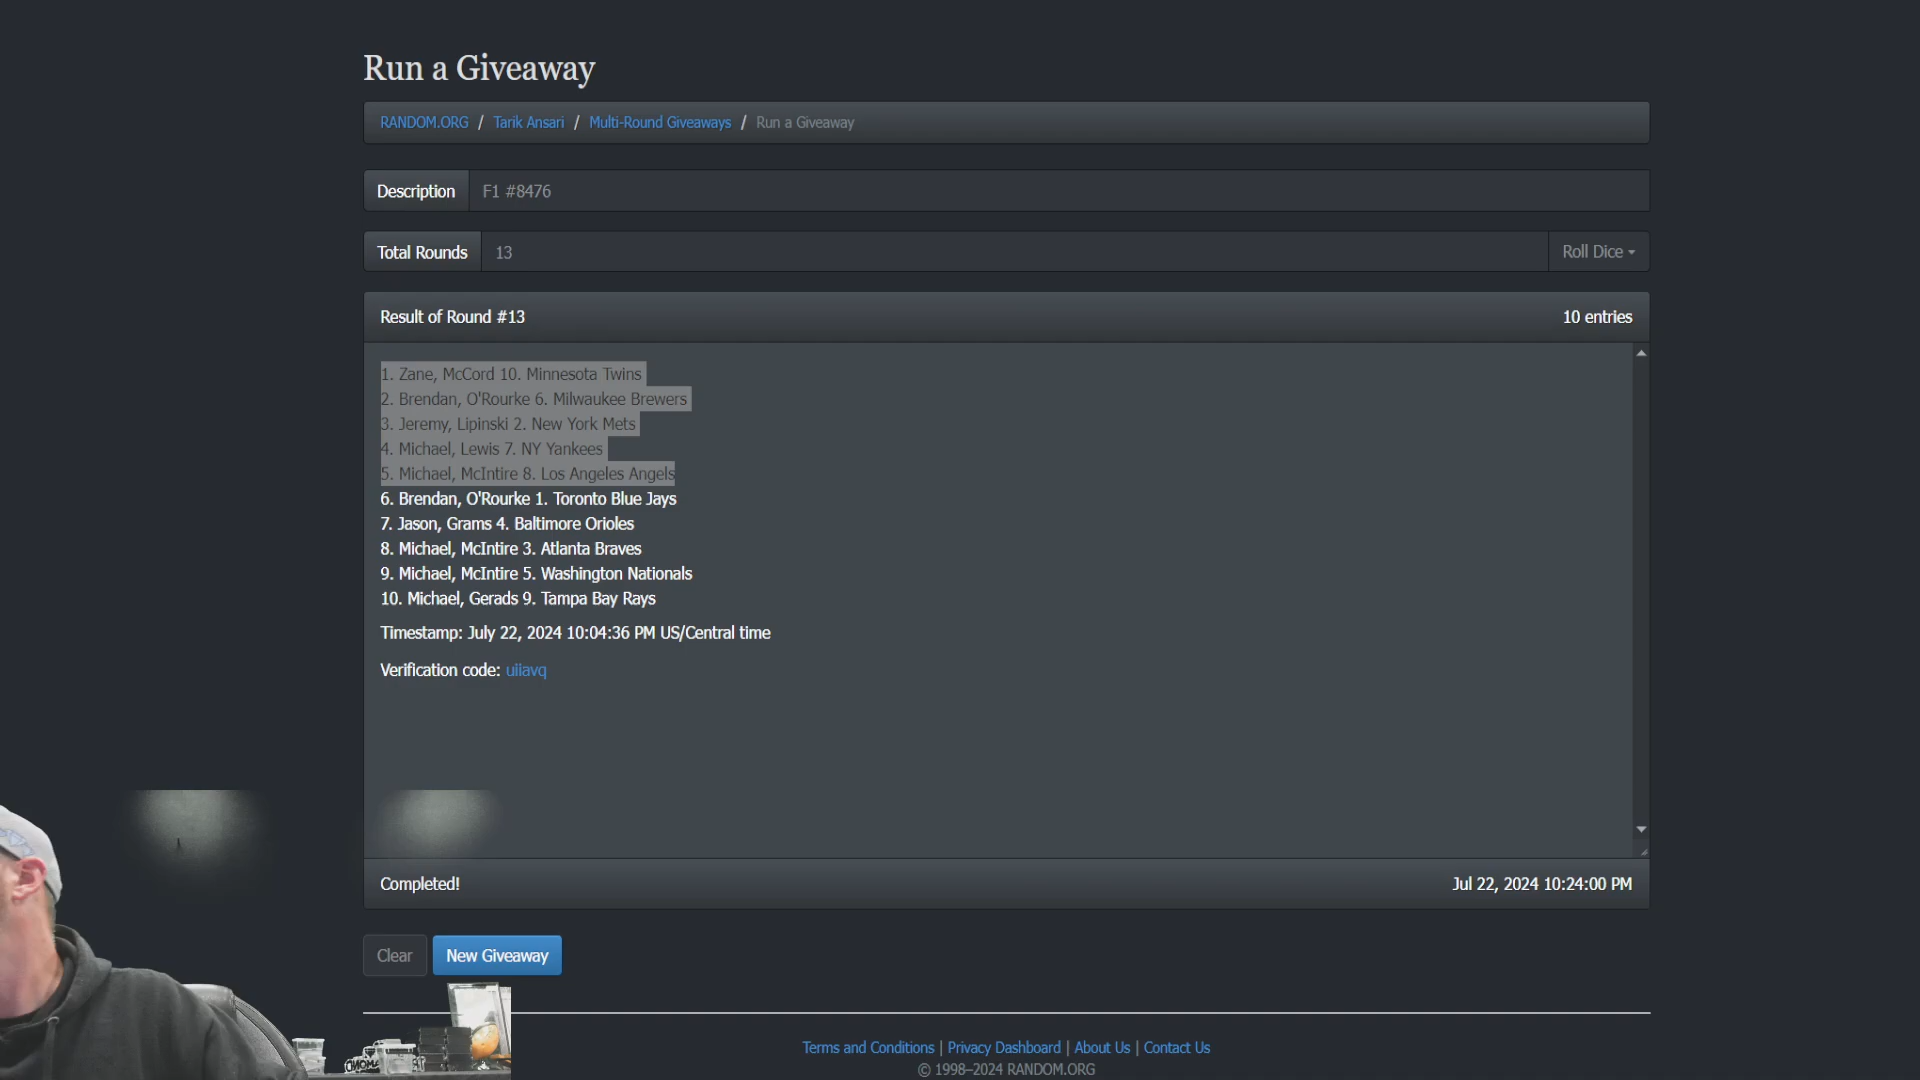 Run a Giveaway
RANDOM.ORG / Tarik Ansari / Multi-Round Giveaways / Run a Giveaway
Description F1 #8476
Total Rounds 13 Roll Dice
Result of Round #13 10 entries
1. Zane, McCord 10. Minnesota Twins
2. Brendan, O'Rourke 6. Milwaukee Brewers
3. Jeremy, Lipinski 2. New York Mets
4. Michael, Lewis 7. NY Yankees
5. Michael, McIntire 8. Los Angeles Angels
6. Brendan, O'Rourke 1. Toronto Blue Jays
7. Jason, Grams 4. Baltimore Orioles
8. Michael, McIntire 3. Atlanta Braves
9. Michael, McIntire 5. Washington Nationals
10. Michael, Gerads 9. Tampa Bay Rays
Timestamp: July 22, 2024 10:04:36 PM US/Central time
Verification code: uiiavq
Completed! Jul 22, 2024 10:24:00 PM
Clear New Giveaway
Terms and Conditions | Privacy Dashboard | About Us | Contact Us
© 1998–2024 RANDOM.ORG